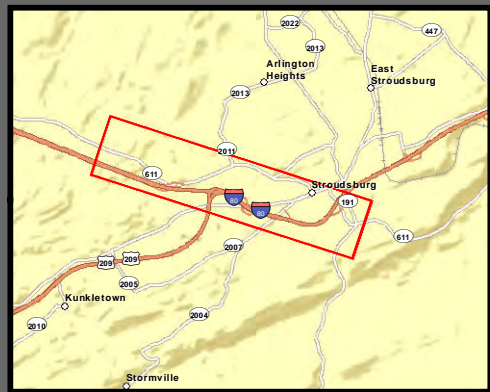 2022
447
2013
Arlington
Heights
East
Stroudsburg
2013
2011
611
Stroudsburg
80
80
191
611
2007
209
209
2005
Kunkletown
2004
2010
Stormville